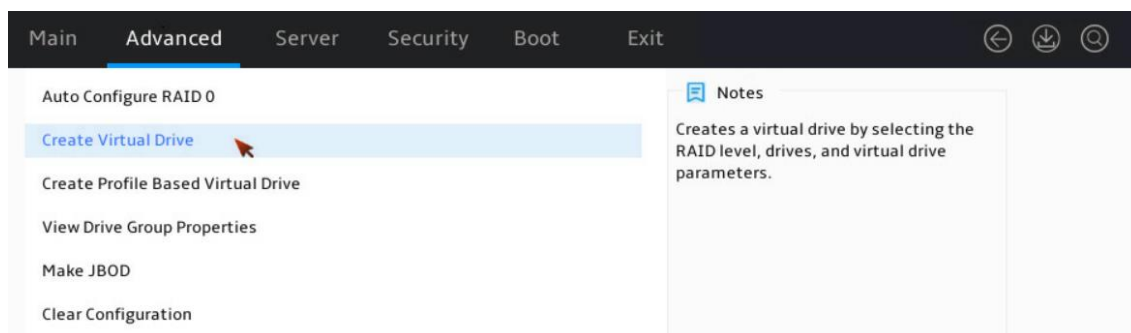 Main Advanced Server Security Boot Exit
Auto Configure RAID 0
Create Virtual Drive
Create Profile Based Virtual Drive
View Drive Group Properties
Make JBOD
Clear Configuration
Notes
Creates a virtual drive by selecting the
RAID level, drives, and virtual drive
parameters.